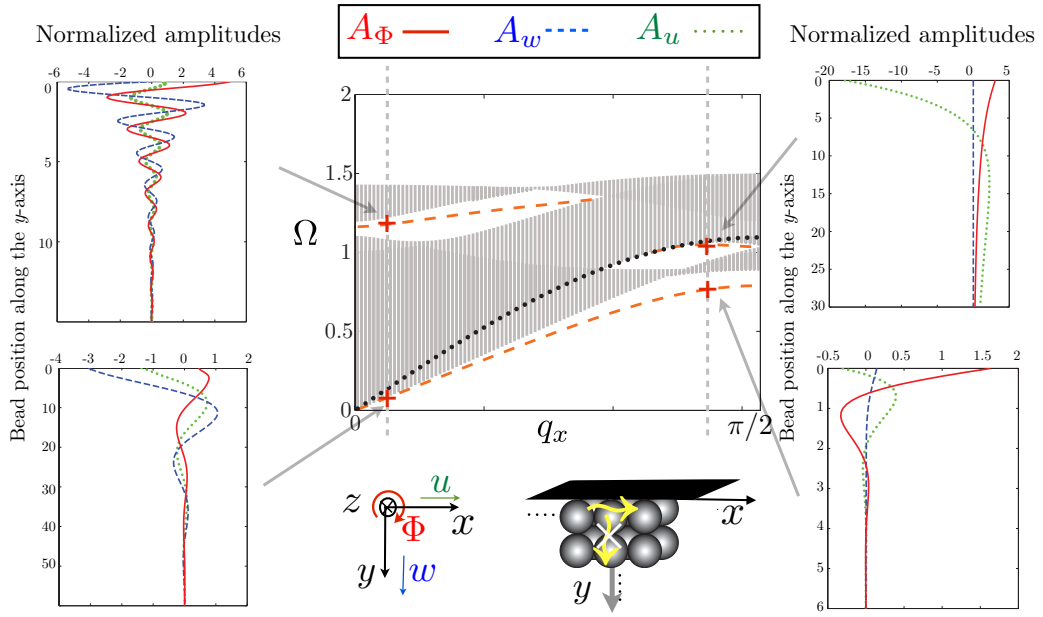 A_Φ A_w A_u
Normalized amplitudes
-6 -4 -2 0 2 4 6
0
5
10
Normalized amplitudes
-20 -15 -10 -5 0 5
0
5
10
15
20
25
30
2
1.5
1
0.5
0
Ω
0 q_x π/2
Bead position along the y-axis
-4 -3 -2 -1 0 1 2
0
10
20
30
40
50
Bead position along the y-axis
-0.5 0 0.5 1 1.5 2
0
1
2
3
4
5
6
z u
x
Φ
y w
x
y